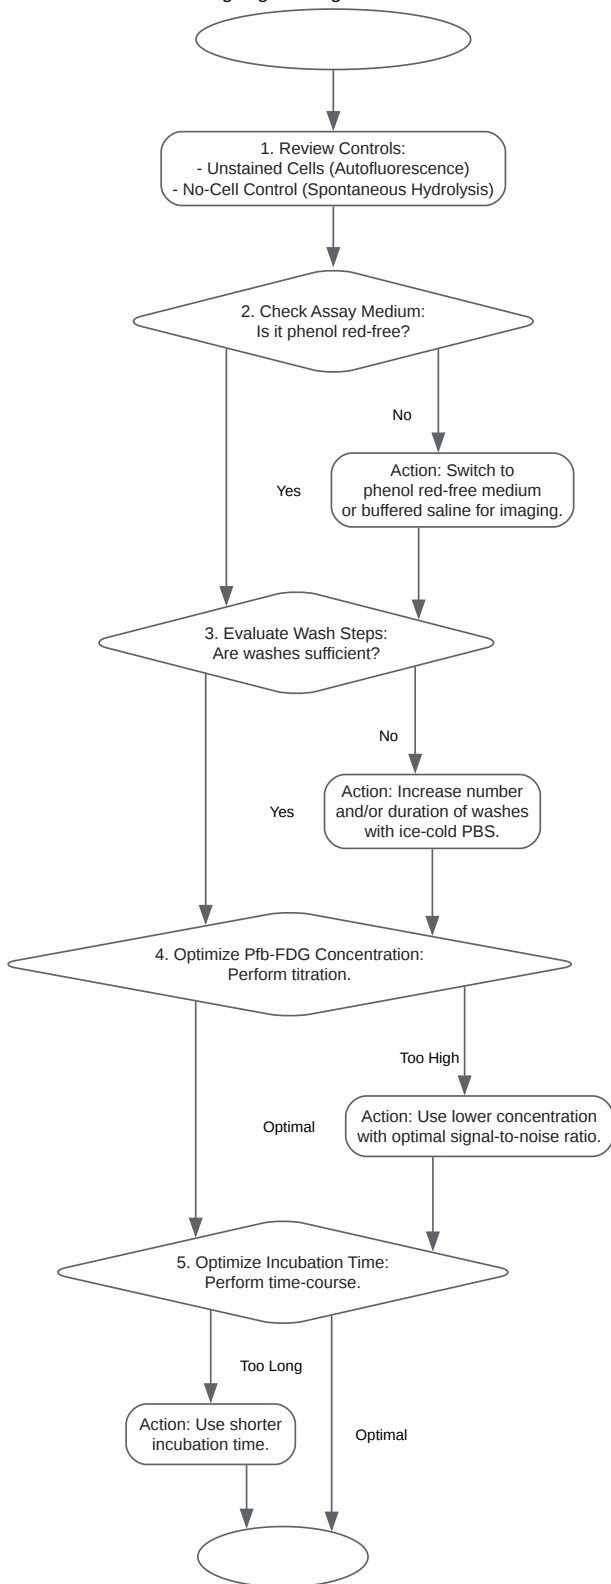 1. Review Controls:
- Unstained Cells (Autofluorescence)
- No-Cell Control (Spontaneous Hydrolysis)
2. Check Assay Medium:
Is it phenol red-free?
No
Action: Switch to
phenol red-free medium
or buffered saline for imaging.
Yes
3. Evaluate Wash Steps:
Are washes sufficient?
No
Action: Increase number
and/or duration of washes
with ice-cold PBS.
Yes
4. Optimize Pfb-FDG Concentration:
Perform titration.
Too High
Action: Use lower concentration
with optimal signal-to-noise ratio.
Optimal
5. Optimize Incubation Time:
Perform time-course.
Too Long
Action: Use shorter
incubation time.
Optimal